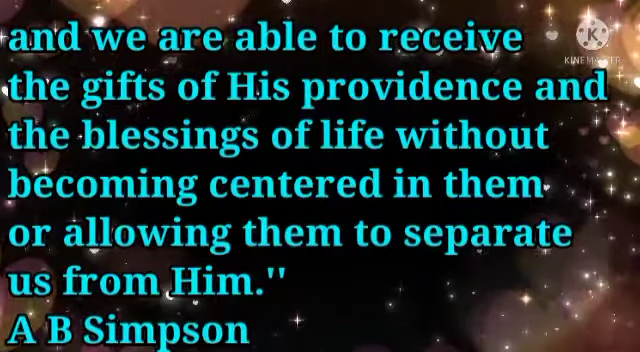 and we are able to receive
KINEMASTER
the gifts of His providence and
the blessings of life without
becoming centered in them
or allowing them to separate
us from Him.''
A B Simpson